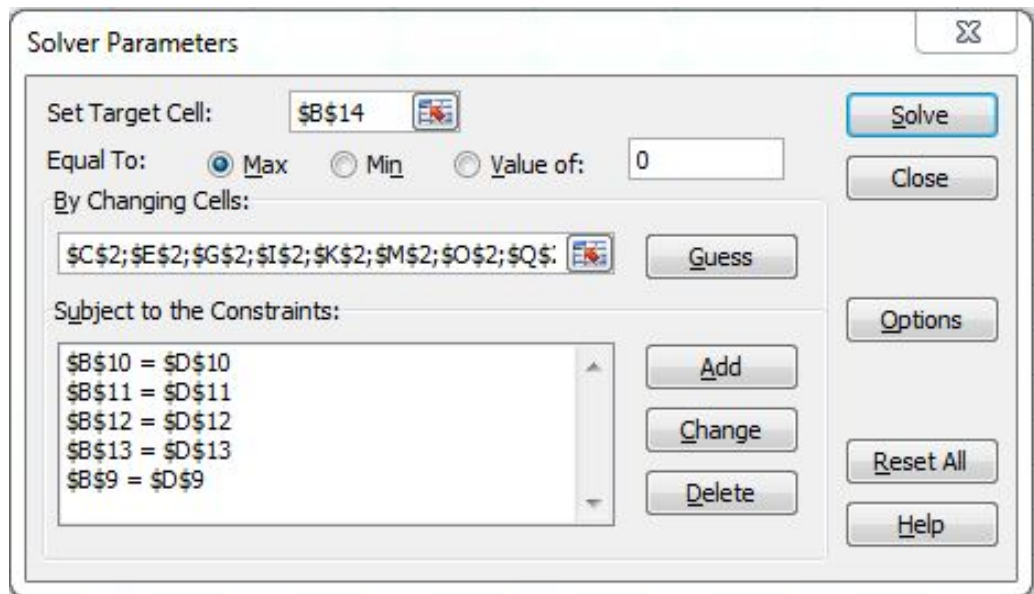 Solver Parameters
Set Target Cell: $B$14
Solve
Equal To: Max Min Value of: 0
Close
By Changing Cells:
$C$2;$E$2;$G$2;$I$2;$K$2;$M$2;$O$2;$Q$
Guess
Subject to the Constraints:
Options
$B$10 = $D$10
$B$11 = $D$11
$B$12 = $D$12
$B$13 = $D$13
$B$9 = $D$9
Add
Change
Delete
Reset All
Help